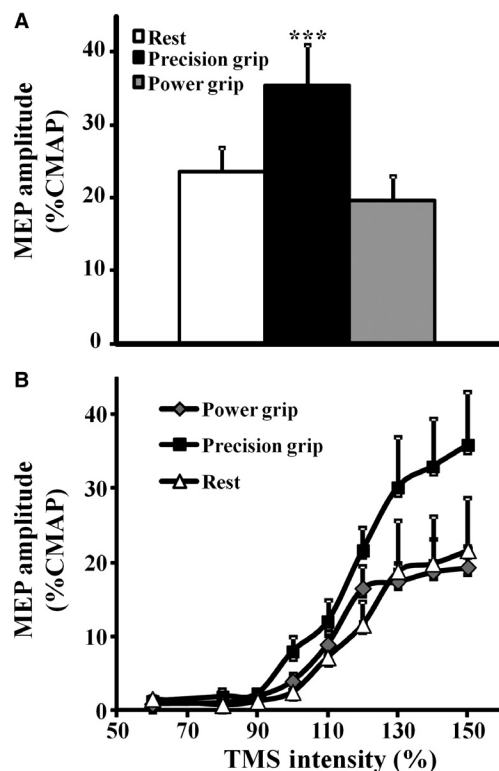 A
Rest
***
Precision grip
Power grip
MEP amplitude
(%CMAP)
40
30
20
10
0
B
Power grip
Precision grip
Rest
MEP amplitude
(%CMAP)
40
30
20
10
0
50 70 90 110 130 150
TMS intensity (%)